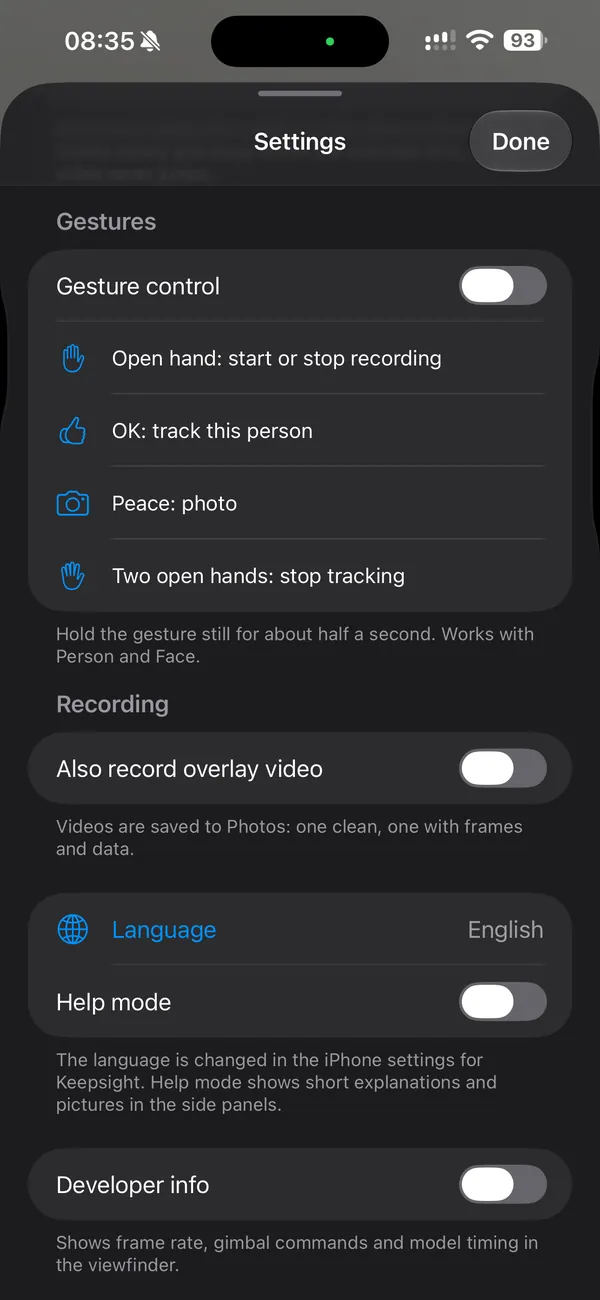 08:35
93
Settings
Done
Gestures
Gesture control
Open hand: start or stop recording
OK: track this person
Peace: photo
Two open hands: stop tracking
Hold the gesture still for about half a second. Works with
Person and Face.
Recording
Also record overlay video
Videos are saved to Photos: one clean, one with frames
and data.
Language
English
Help mode
The language is changed in the iPhone settings for
Keepsight. Help mode shows short explanations and
pictures in the side panels.
Developer info
Shows frame rate, gimbal commands and model timing in
the viewfinder.